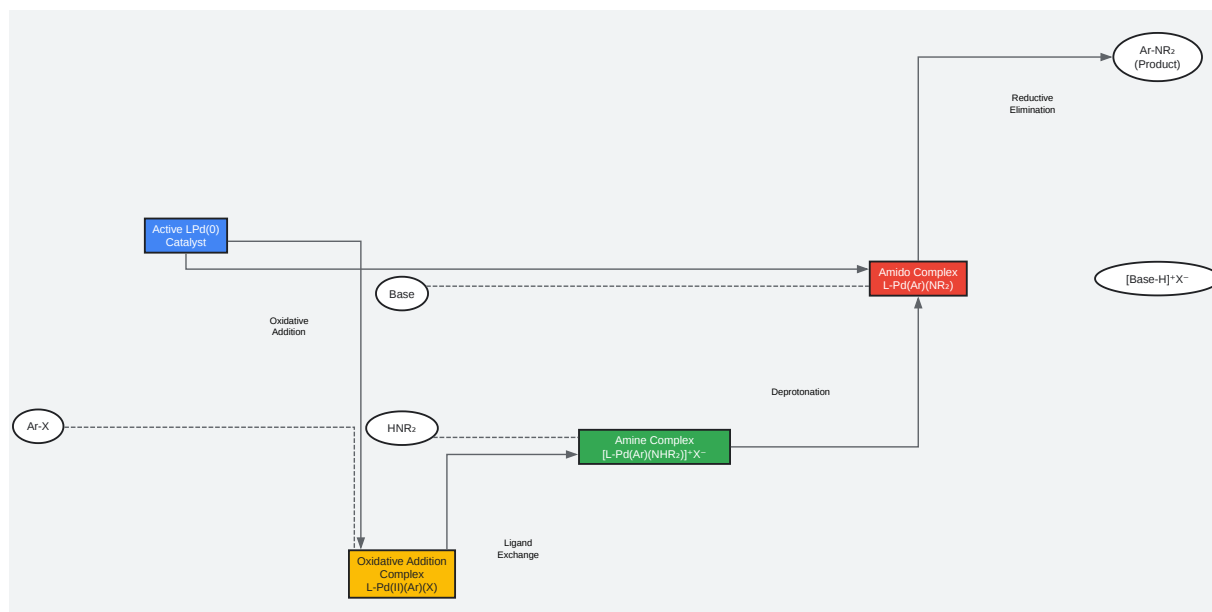 Ar-NR₂
(Product)
Reductive
Elimination
Active LPd(0)
Catalyst
Amido Complex
L-Pd(Ar)(NR₂)
[Base-H]⁺X⁻
Base
Oxidative
Addition
Deprotonation
Ar-X
HNR₂
Amine Complex
[L-Pd(Ar)(NHR₂)]⁺X⁻
Ligand
Exchange
Oxidative Addition
Complex
L-Pd(II)(Ar)(X)